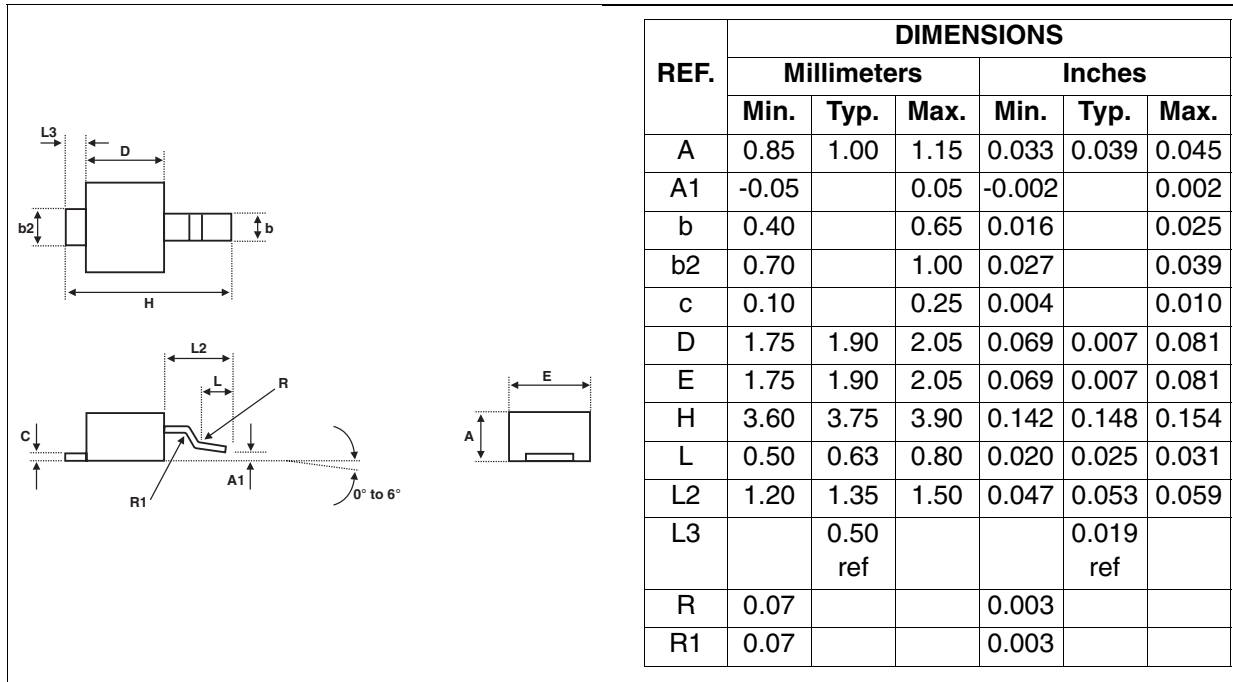 L3
D
b2
b
H
L2
L
R
C
A1
R1
0° to 6°
E
A
REF. DIMENSIONS
Millimeters Inches
Min. Typ. Max. Min. Typ. Max.
A 0.85 1.00 1.15 0.033 0.039 0.045
A1 -0.05 0.05 -0.002 0.002
b 0.40 0.65 0.016 0.025
b2 0.70 1.00 0.027 0.039
c 0.10 0.25 0.004 0.010
D 1.75 1.90 2.05 0.069 0.007 0.081
E 1.75 1.90 2.05 0.069 0.007 0.081
H 3.60 3.75 3.90 0.142 0.148 0.154
L 0.50 0.63 0.80 0.020 0.025 0.031
L2 1.20 1.35 1.50 0.047 0.053 0.059
L3 0.50 0.019
ref ref
R 0.07 0.003
R1 0.07 0.003